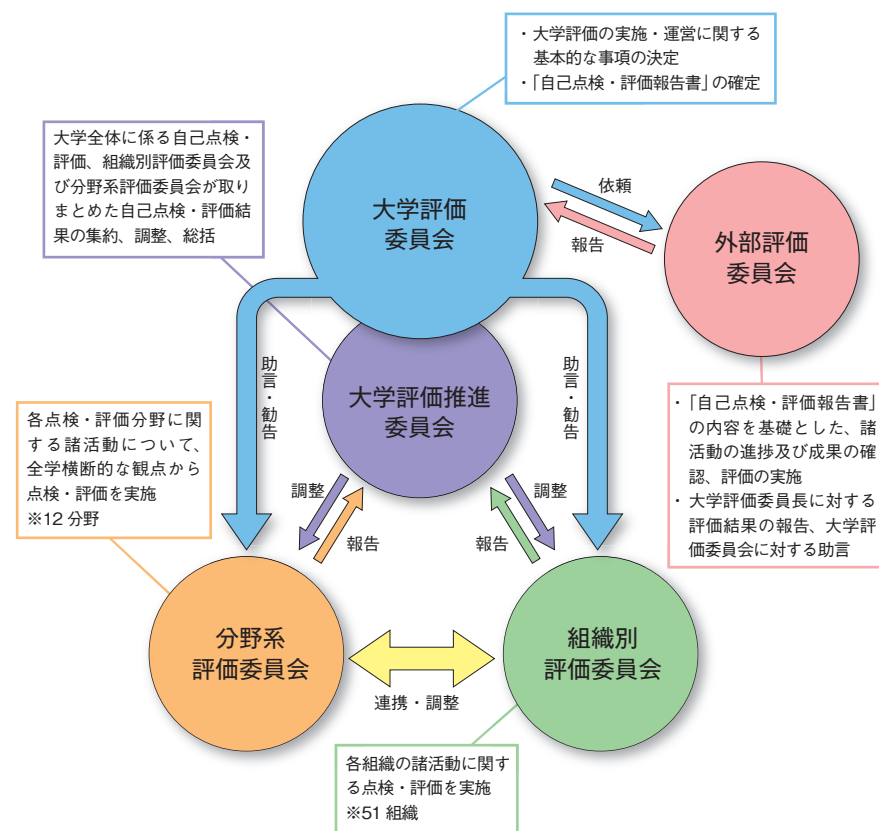 ・大学評価の実施・運営に関する
基本的な事項の決定
・「自己点検・評価報告書」の確定
大学全体に係る自己点検・
評価、組織別評価委員会及
び分野系評価委員会が取り
まとめた自己点検・評価結
果の集約、調整、総括
大学評価
委員会
依頼
報告
外部評価
委員会
助言・勧告
助言・勧告
大学評価推進
委員会
各点検・評価分野に関
する諸活動について、
全学横断的な観点から
点検・評価を実施
※12 分野
・「自己点検・評価報告書」
の内容を基礎とした、諸
活動の進捗及び成果の確
認、評価の実施
・大学評価委員長に対する
評価結果の報告、大学評
価委員会に対する助言
調整
報告
報告
調整
分野系
評価委員会
組織別
評価委員会
連携・調整
各組織の諸活動に関す
る点検・評価を実施
※51 組織